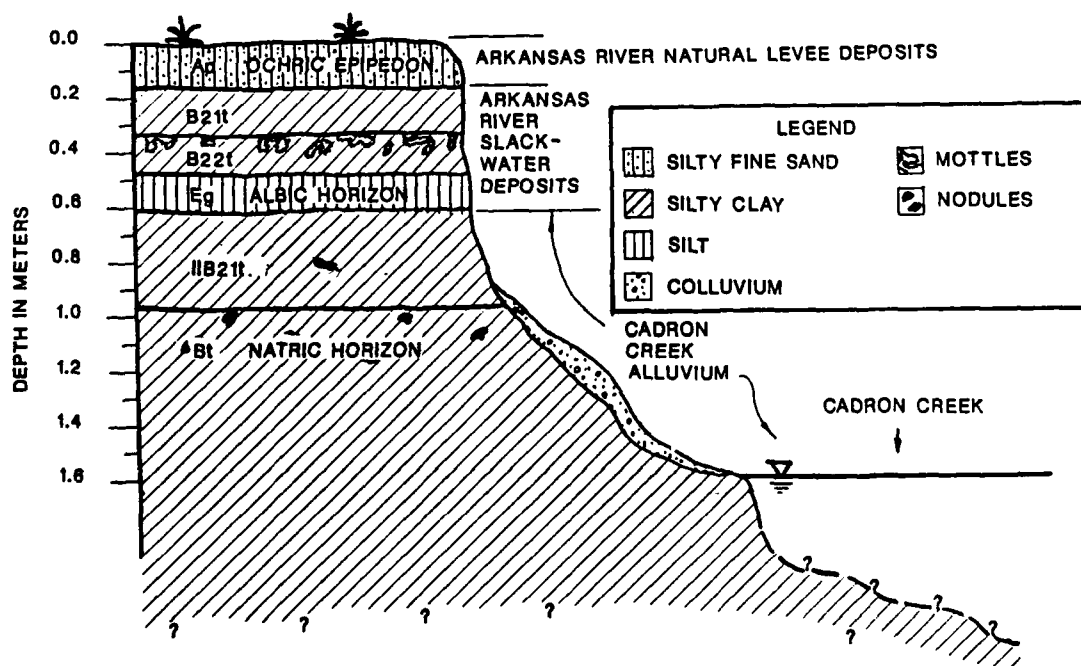 0.0
0.2
0.4
0.6
0.8
1.0
1.2
1.4
1.6
DEPTH IN METERS
Ap OCHRIC EPIPEDON
B21t
B22t
Eg ALBIC HORIZON
IIB21t
Bt NATRIC HORIZON
ARKANSAS RIVER NATURAL LEVEE DEPOSITS
ARKANSAS
RIVER
SLACK-
WATER
DEPOSITS
LEGEND
SILTY FINE SAND
SILTY CLAY
SILT
COLLUVIUM
MOTTLES
NODULES
CADRON
CREEK
ALLUVIUM
CADRON CREEK
? ? ? ?
? ? ? ?
? ? ? ?